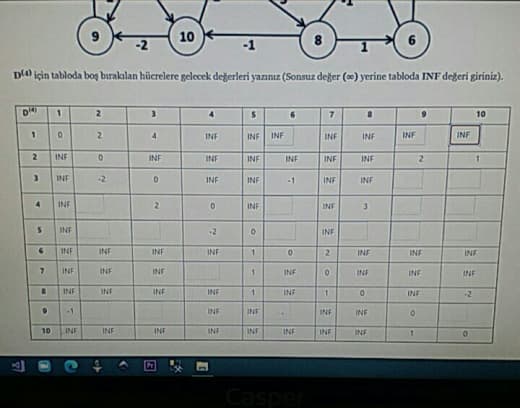 9 10 8 6
-2 -1 1
D(4) için tabloda boş bırakılan hücrelere gelecek değerleri yazınız (Sonsuz değer (∞) yerine tabloda INF değeri giriniz).
D(4) 1 2 3 4 5 6 7 8 9 10
1 0 2 4 INF INF INF INF INF INF INF
2 INF 0 INF INF INF INF INF INF 2 1
3 INF -2 0 INF INF -1 INF INF
4 INF 2 0 INF INF 3
5 INF -2 0 INF
6 INF INF INF INF 1 0 2 INF INF INF
7 INF INF INF 1 INF 0 INF INF INF
8 INF INF INF INF 1 INF 1 0 INF -2
9 -1 INF INF INF INF 0
10 INF INF INF INF INF INF INF INF 1 0
Pr
Casper